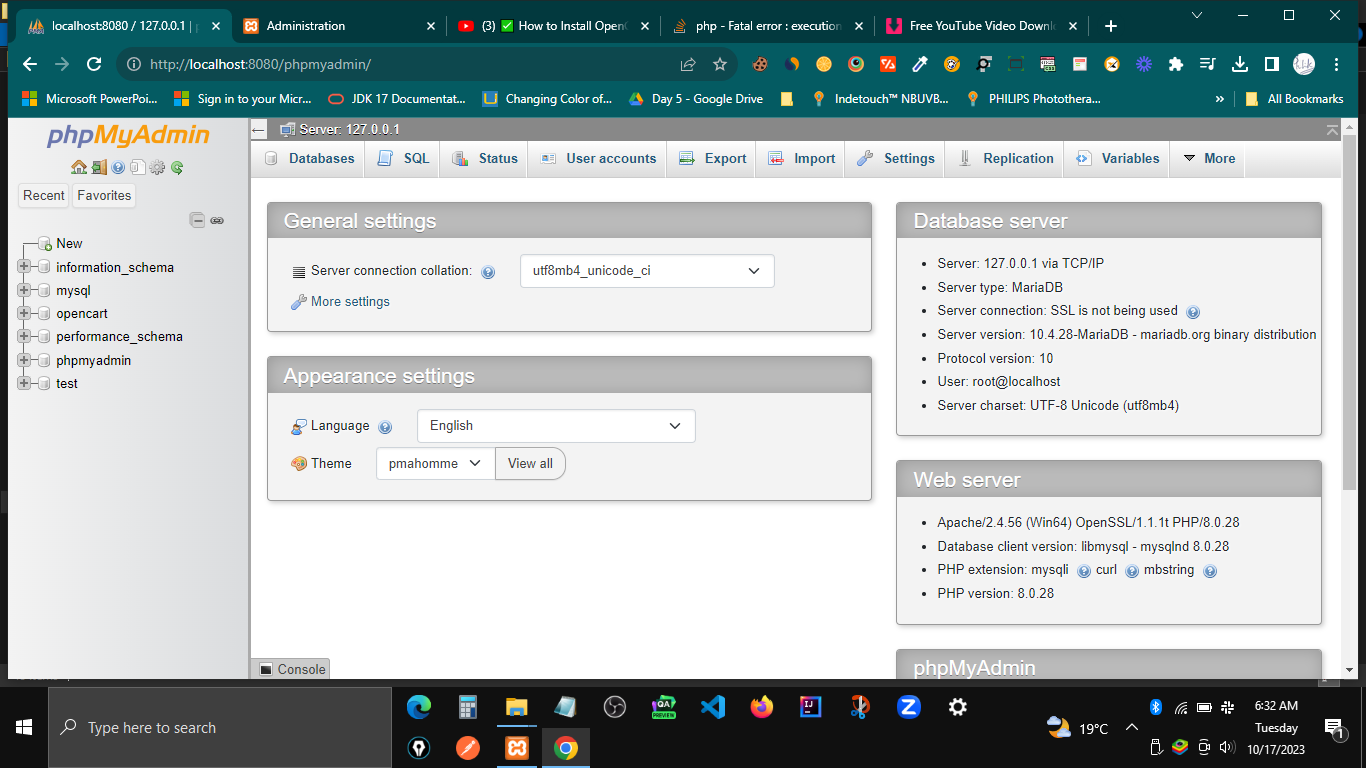 localhost:8080 / 127.0.0.1 | p
Administration
(3) ✅ How to Install OpenC
php - Fatal error : execution
Free YouTube Video Downl
http://localhost:8080/phpmyadmin/
Microsoft PowerPoi...
Sign in to your Micr...
JDK 17 Documentat...
Changing Color of...
Day 5 - Google Drive
Indetouch™ NBUVB...
PHILIPS Photothera...
»
All Bookmarks
phpMyAdmin
Recent
Favorites
New
information_schema
mysql
opencart
performance_schema
phpmyadmin
test
Server: 127.0.0.1
Databases
SQL
Status
User accounts
Export
Import
Settings
Replication
Variables
More
General settings
Server connection collation:
utf8mb4_unicode_ci
More settings
Appearance settings
Language
English
Theme
pmahomme
View all
Database server
Server: 127.0.0.1 via TCP/IP
Server type: MariaDB
Server connection: SSL is not being used
Server version: 10.4.28-MariaDB - mariadb.org binary distribution
Protocol version: 10
User: root@localhost
Server charset: UTF-8 Unicode (utf8mb4)
Web server
Apache/2.4.56 (Win64) OpenSSL/1.1.1t PHP/8.0.28
Database client version: libmysql - mysqlnd 8.0.28
PHP extension: mysqli curl mbstring
PHP version: 8.0.28
phpMyAdmin
Console
Type here to search
QA
PREVIEW
IJ
19°C
6:32 AM
Tuesday
10/17/2023
1